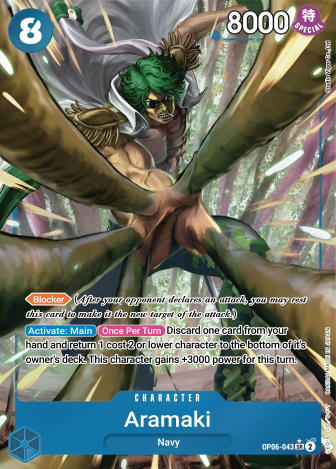 8
8000
特
SPECIAL
Blocker (After your opponent declares an attack, you may rest
this card to make it the new target of the attack.)
Activate: Main Once Per Turn Discard one card from your
hand and return 1 cost 2 or lower character to the bottom of it's
owner's deck. This character gains +3000 power for this turn.
CHARACTER
Aramaki
Navy
OP06-043 SR 2